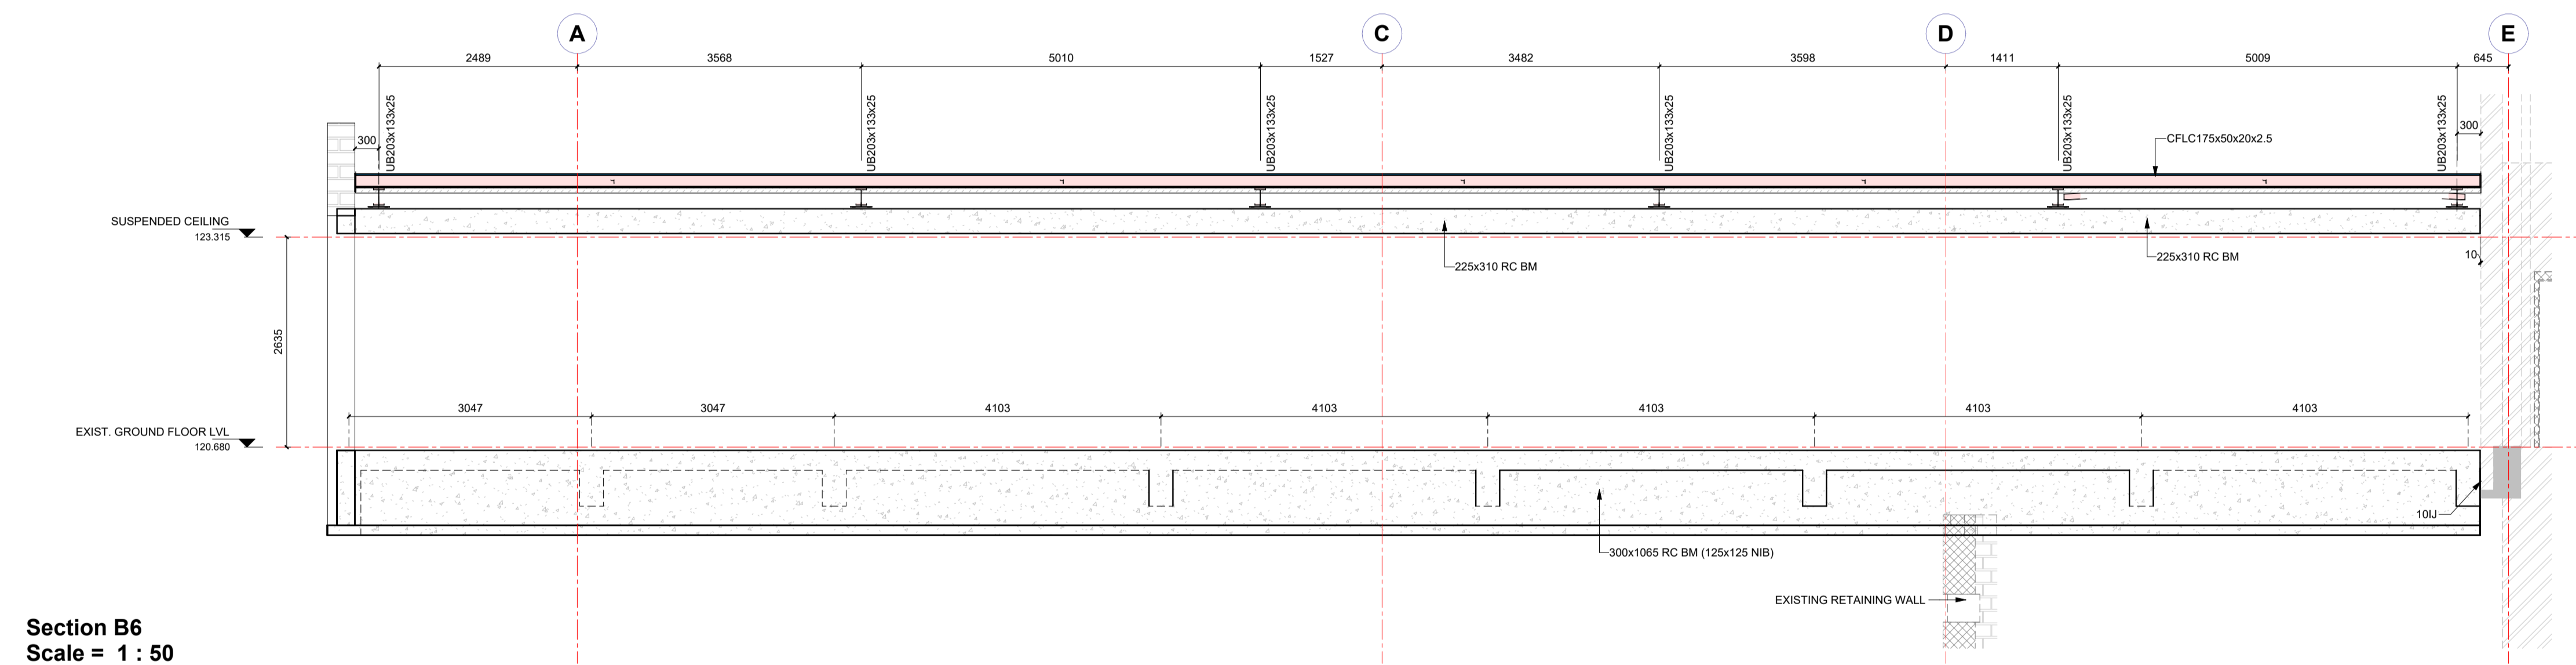 A
C
D
E
2489
3568
5010
1527
3482
3598
1411
5009
645
UB203x133x25
UB203x133x25
UB203x133x25
UB203x133x25
UB203x133x25
UB203x133x25
300
300
CFLC175x50x20x2.5
SUSPENDED CEILING
123.315
225x310 RC BM
225x310 RC BM
10
2635
3047
3047
4103
4103
4103
4103
4103
EXIST. GROUND FLOOR LVL
120.680
10IJ
300x1065 RC BM (125x125 NIB)
EXISTING RETAINING WALL
Section B6
Scale = 1 : 50